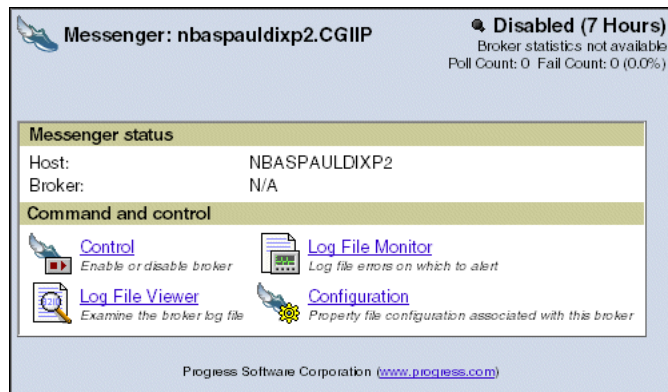 Messenger: nbaspauldixp2.CGIIP
Disabled (7 Hours)
Broker statistics not available
Poll Count: 0 Fail Count: 0 (0.0%)
Messenger status
Host: NBASPAULDIXP2
Broker: N/A
Command and control
Control
Enable or disable broker
Log File Monitor
Log file errors on which to alert
Log File Viewer
Examine the broker log file
Configuration
Property file configuration associated with this broker
Progress Software Corporation (www.progress.com)